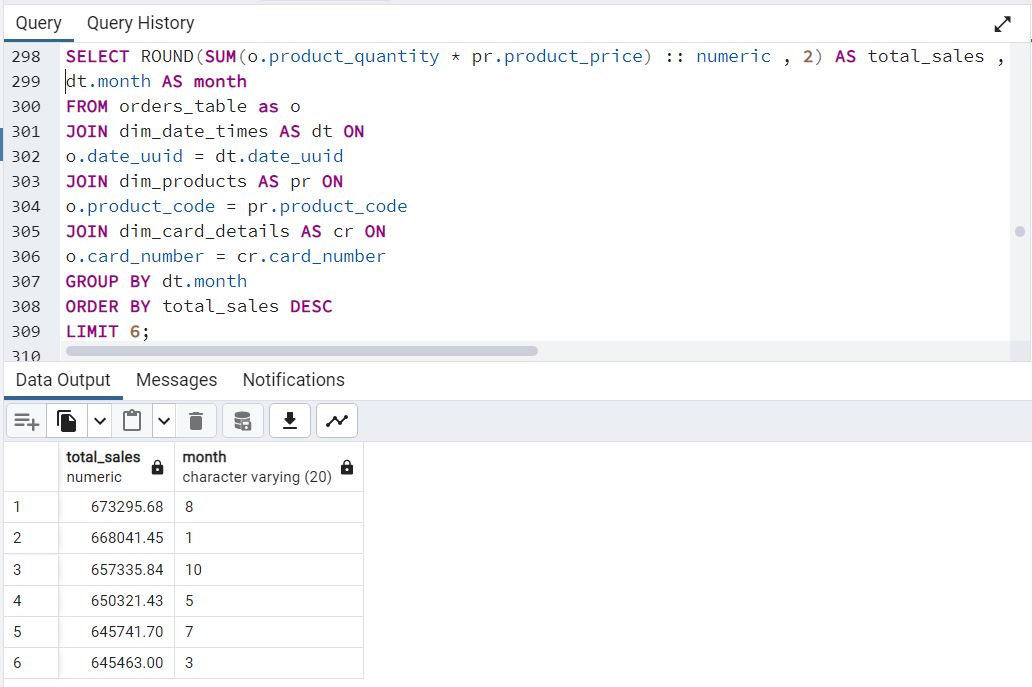 Query Query History
298 SELECT ROUND(SUM(o.product_quantity * pr.product_price) :: numeric , 2) AS total_sales ,
299 dt.month AS month
300 FROM orders_table as o
301 JOIN dim_date_times AS dt ON
302 o.date_uuid = dt.date_uuid
303 JOIN dim_products AS pr ON
304 o.product_code = pr.product_code
305 JOIN dim_card_details AS cr ON
306 o.card_number = cr.card_number
307 GROUP BY dt.month
308 ORDER BY total_sales DESC
309 LIMIT 6;
310
Data Output Messages Notifications
total_sales month
numeric character varying (20)
1 673295.68 8
2 668041.45 1
3 657335.84 10
4 650321.43 5
5 645741.70 7
6 645463.00 3